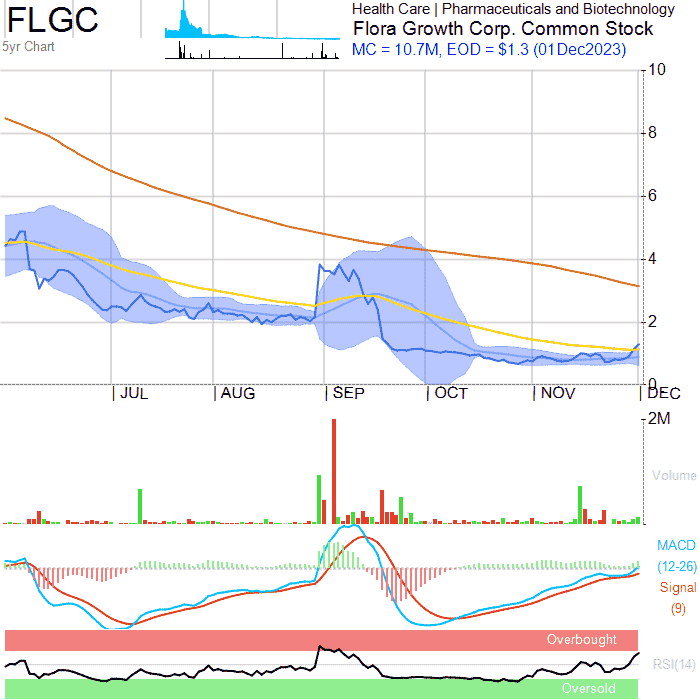 FLGC
5yr Chart
Health Care | Pharmaceuticals and Biotechnology
Flora Growth Corp. Common Stock
MC = 10.7M, EOD = $1.3 (01Dec2023)
10
8
6
4
2
0
JUL AUG SEP OCT NOV DEC
2M
Volume
MACD
(12-26)
Signal
(9)
Overbought
RSI(14)
Oversold